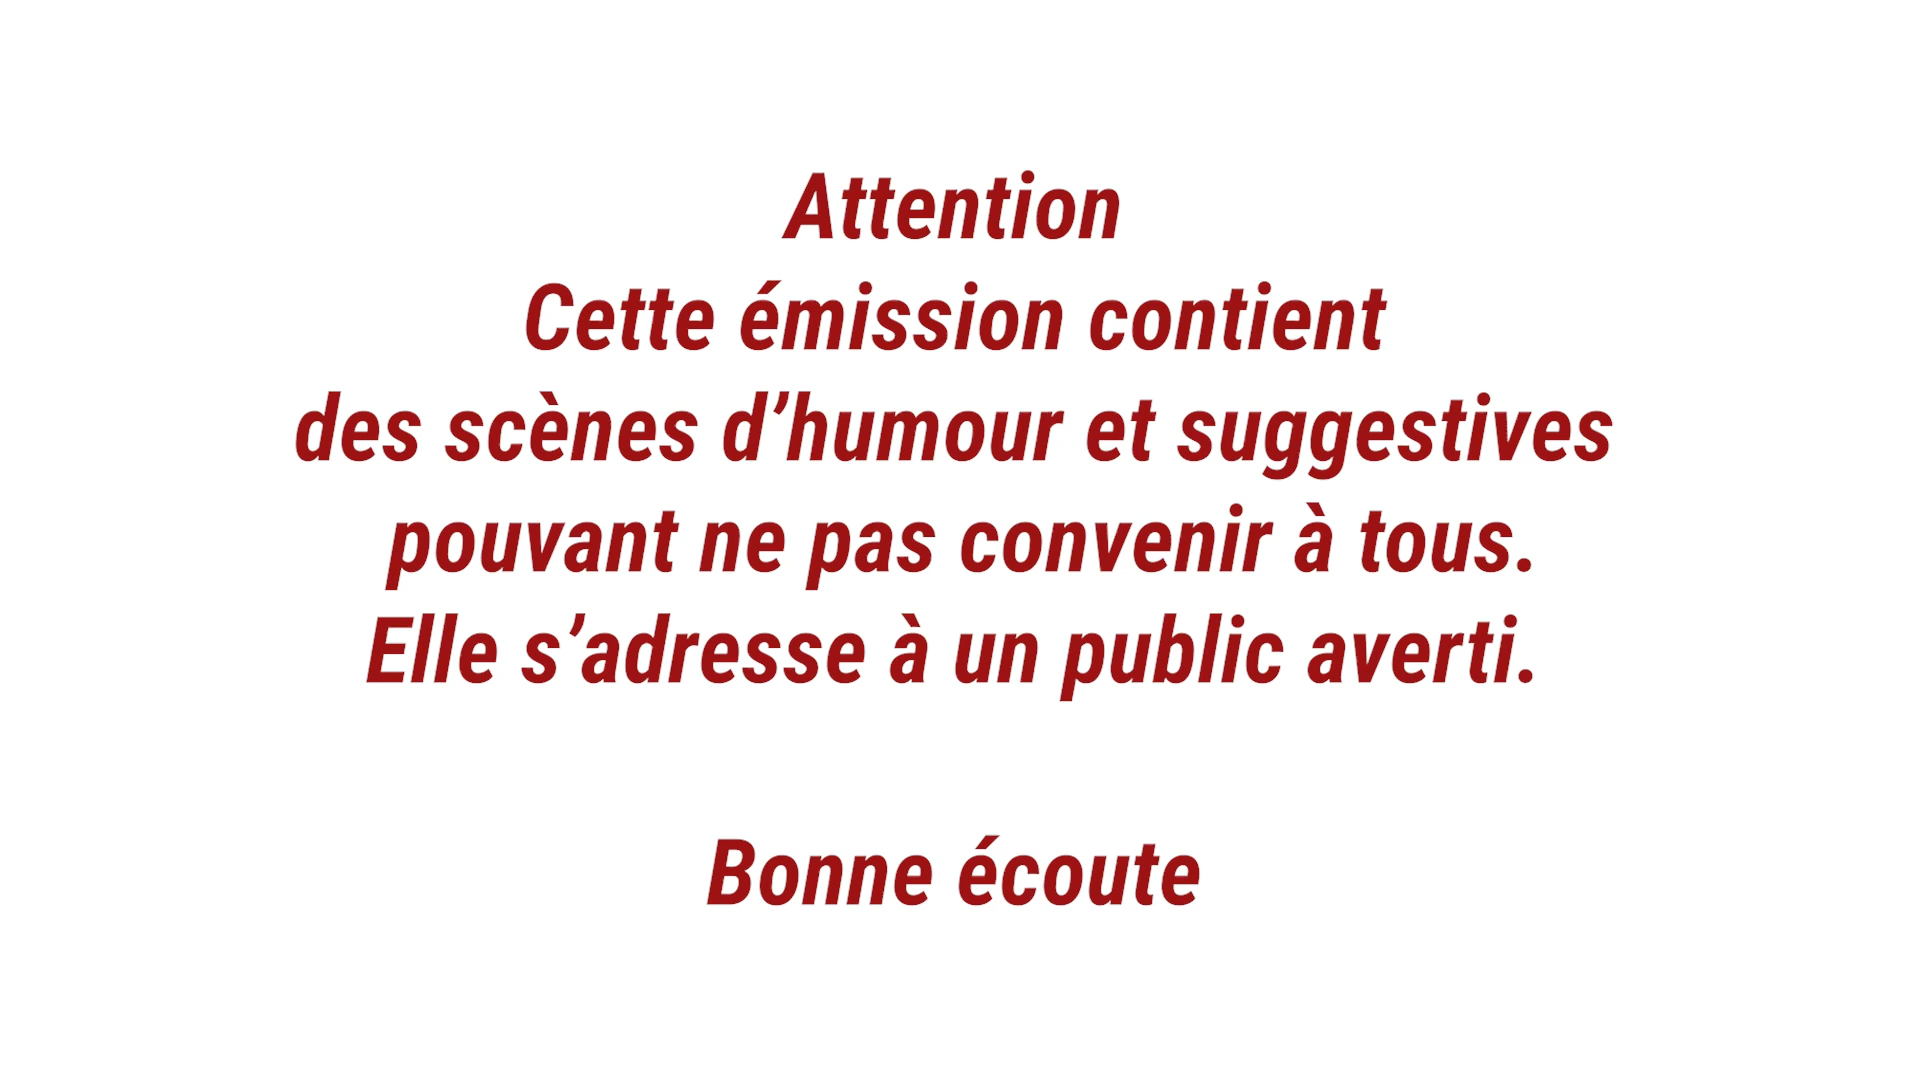 Attention
Cette émission contient
des scènes d’humour et suggestives
pouvant ne pas convenir à tous.
Elle s’adresse à un public averti.
Bonne écoute